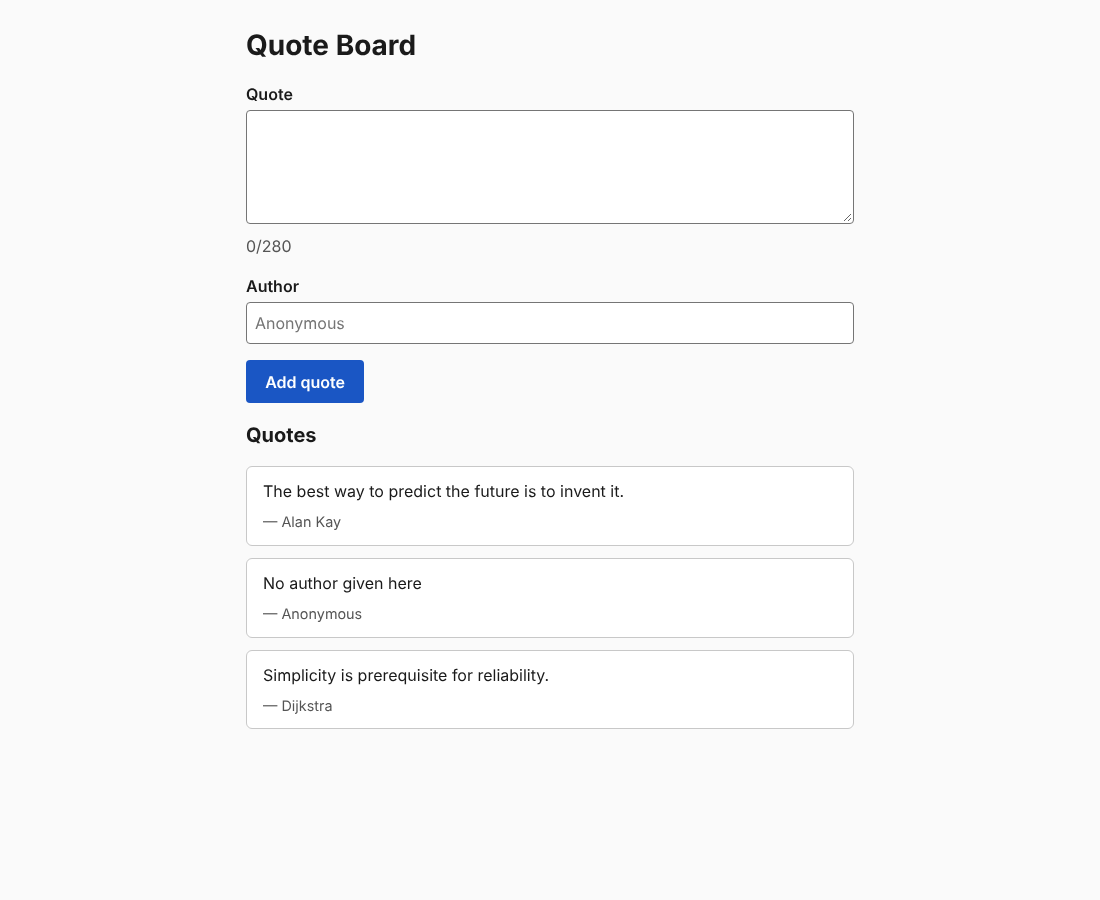 Quote Board
Quote
0/280
Author
Anonymous
Add quote
Quotes
The best way to predict the future is to invent it.
— Alan Kay
No author given here
— Anonymous
Simplicity is prerequisite for reliability.
— Dijkstra